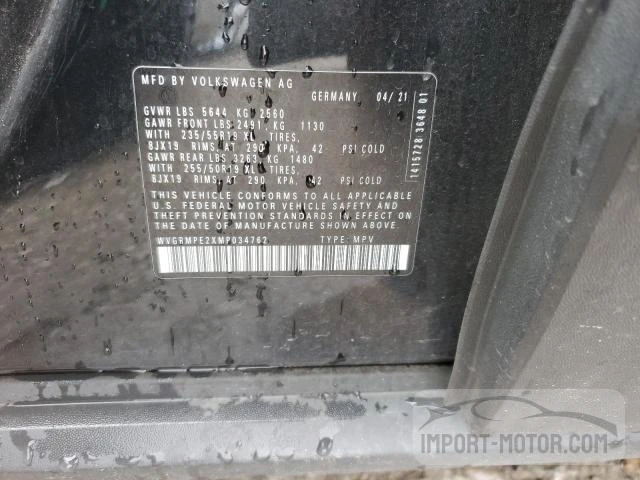 MFD BY VOLKSWAGEN AG
GERMANY 04/21
GVWR LBS 5644 KG 2560
GAWR FRONT LBS 2491 KG 1130
WITH 235/55R19 XL TIRES,
8JX19 RIMS, AT 290 KPA, 42 PSI COLD
GAWR REAR LBS 3263 KG 1480
WITH 255/50R19 XL TIRES,
8JX19 RIMS, AT 290 KPA, 42 PSI COLD
THIS VEHICLE CONFORMS TO ALL APPLICABLE
U.S. FEDERAL MOTOR VEHICLE SAFETY AND
THEFT PREVENTION STANDARDS IN EFFECT
ON THE DATE OF MANUFACTURE SHOWN ABOVE.
WVGRMPE2XMP034762 TYPE: MPV
1415728 3648 01
IMPORT-MOTOR.COM